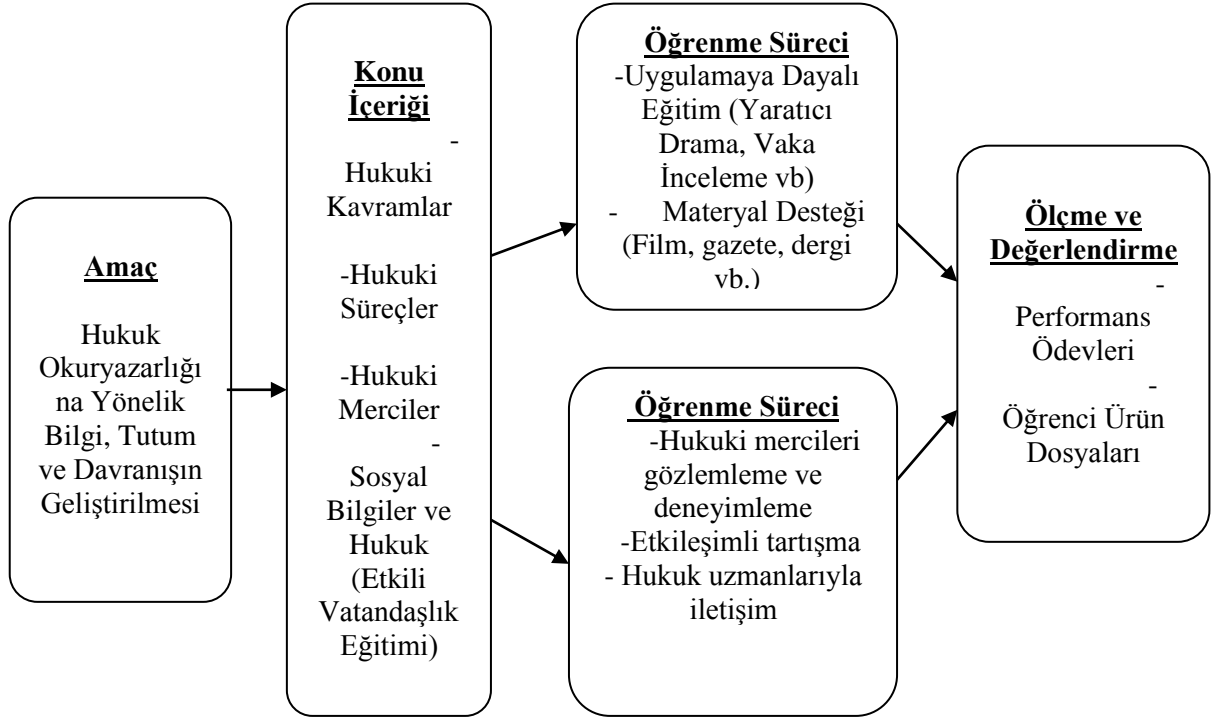 Amaç
Hukuk
Okuryazarlığı
na Yönelik
Bilgi, Tutum
ve Davranışın
Geliştirilmesi
Konu
İçeriği
-
Hukuki
Kavramlar
-Hukuki
Süreçler
-Hukuki
Merciler
-
Sosyal
Bilgiler ve
Hukuk
(Etkili
Vatandaşlık
Eğitimi)
Öğrenme Süreci
-Uygulamaya Dayalı
Eğitim (Yaratıcı
Drama, Vaka
İnceleme vb)
- Materyal Desteği
(Film, gazete, dergi
vb.)
Öğrenme Süreci
-Hukuki mercileri
gözlemleme ve
deneyimleme
-Etkileşimli tartışma
- Hukuk uzmanlarıyla
iletişim
Ölçme ve
Değerlendirme
-
Performans
Ödevleri
-
Öğrenci Ürün
Dosyaları